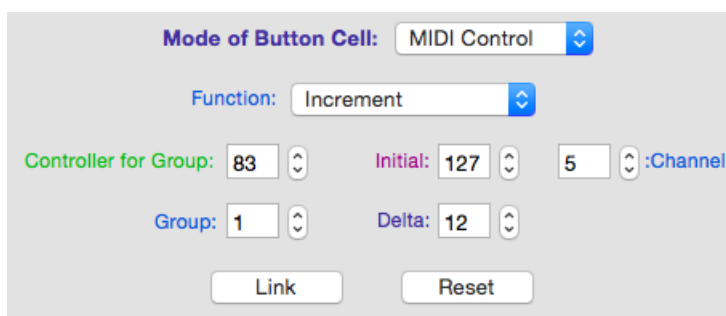 Mode of Button Cell: MIDI Control
Function: Increment
Controller for Group: 83 Initial: 127 5 :Channel
Group: 1 Delta: 12
Link Reset